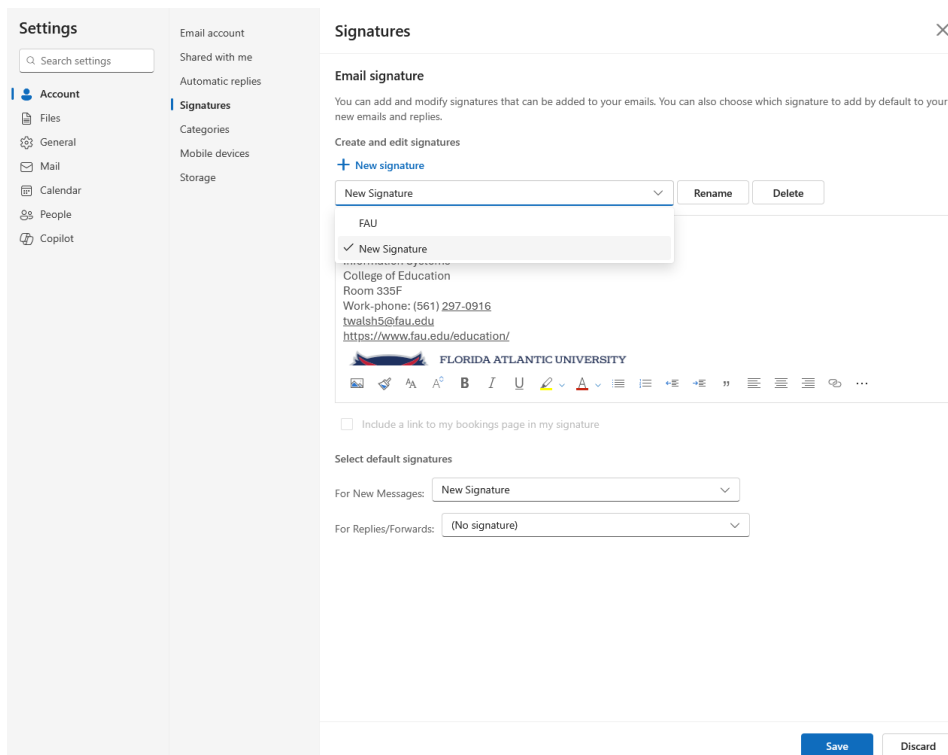 Settings
Search settings
Account
Files
General
Mail
Calendar
People
Copilot
Email account
Shared with me
Automatic replies
Signatures
Categories
Mobile devices
Storage
Signatures
Email signature
You can add and modify signatures that can be added to your emails. You can also choose which signature to add by default to your
new emails and replies.
Create and edit signatures
New signature
New Signature
Rename
Delete
FAU
New Signature
Information Systems
College of Education
Room 335F
Work-phone: (561) 297-0916
twalsh5@fau.edu
https://www.fau.edu/education/
FLORIDA ATLANTIC UNIVERSITY
Include a link to my bookings page in my signature
Select default signatures
For New Messages: New Signature
For Replies/Forwards: (No signature)
Save
Discard